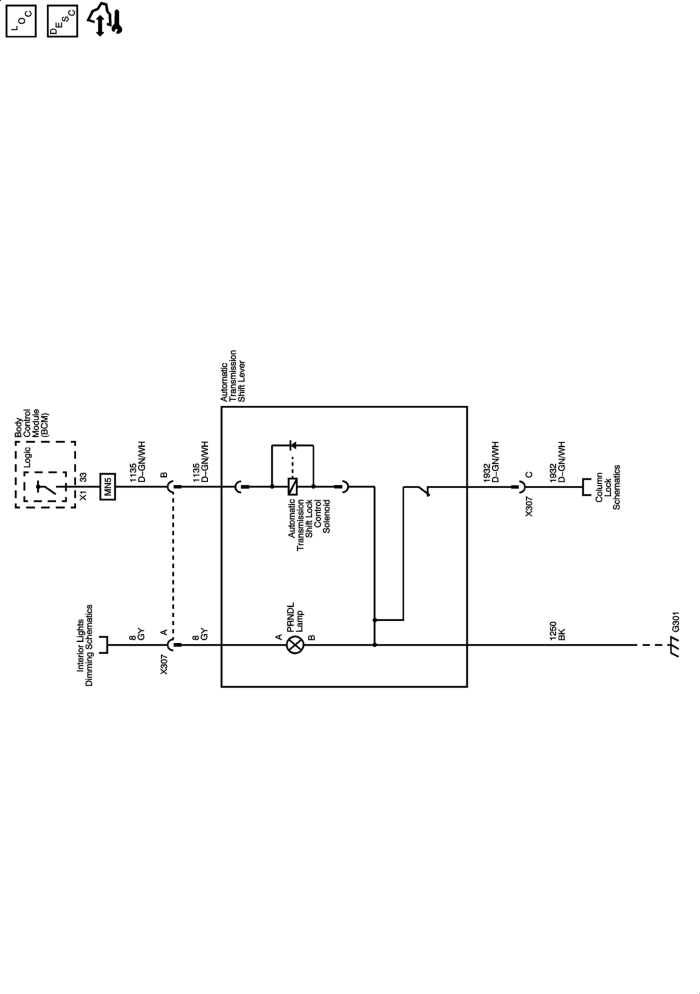 LOC
DESC
Body
Control
Module
(BCM)
Logic
33
X1
MN5
1135
D-GN/WH
B
1135
D-GN/WH
Automatic
Transmission
Shift Lever
Automatic
Transmission
Shift Lock
Control
Solenoid
1932
D-GN/WH
C
X307
1932
D-GN/WH
Column
Lock
Schematics
Interior Lights
Dimming Schematics
8
GY
A
X307
8
GY
A
PRNDL
Lamp
B
1250
BK
G301